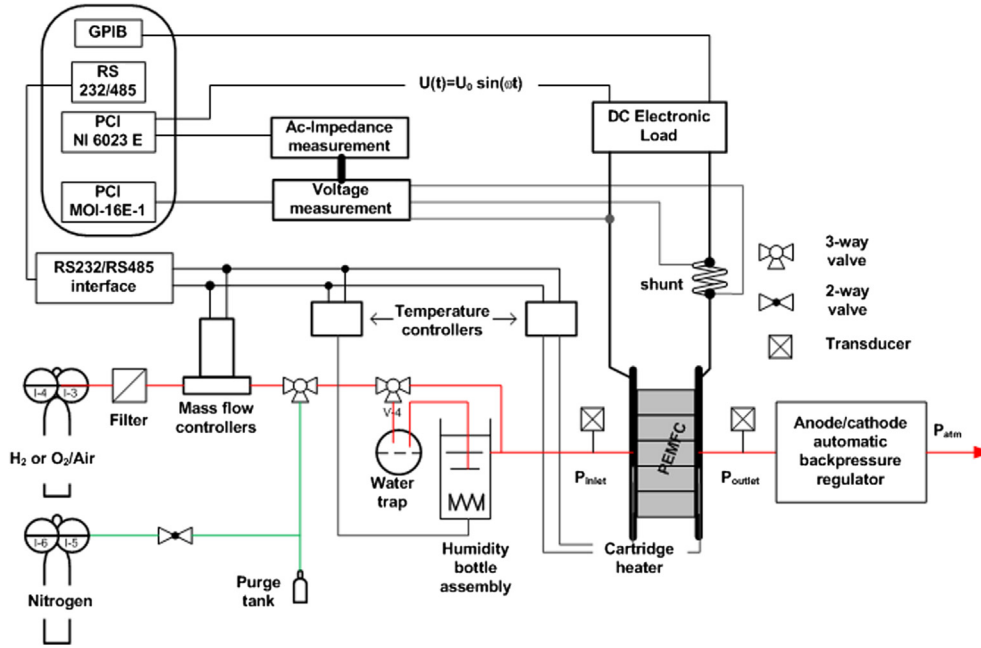 GPIB
RS
232/485
PCI
NI 6023 E
PCI
MOI-16E-1
U(t)=U₀ sin(ωt)
Ac-Impedance
measurement
Voltage
measurement
DC Electronic
Load
RS232/RS485
interface
shunt
3-way
valve
2-way
valve
Transducer
Temperature
controllers
I-4
I-3
Filter
Mass flow
controllers
V-4
H₂ or O₂/Air
Water
trap
Humidity
bottle
assembly
P inlet
PEMFC
P outlet
Anode/cathode
automatic
backpressure
regulator
P atm
I-6
I-5
Nitrogen
Purge
tank
Cartridge
heater